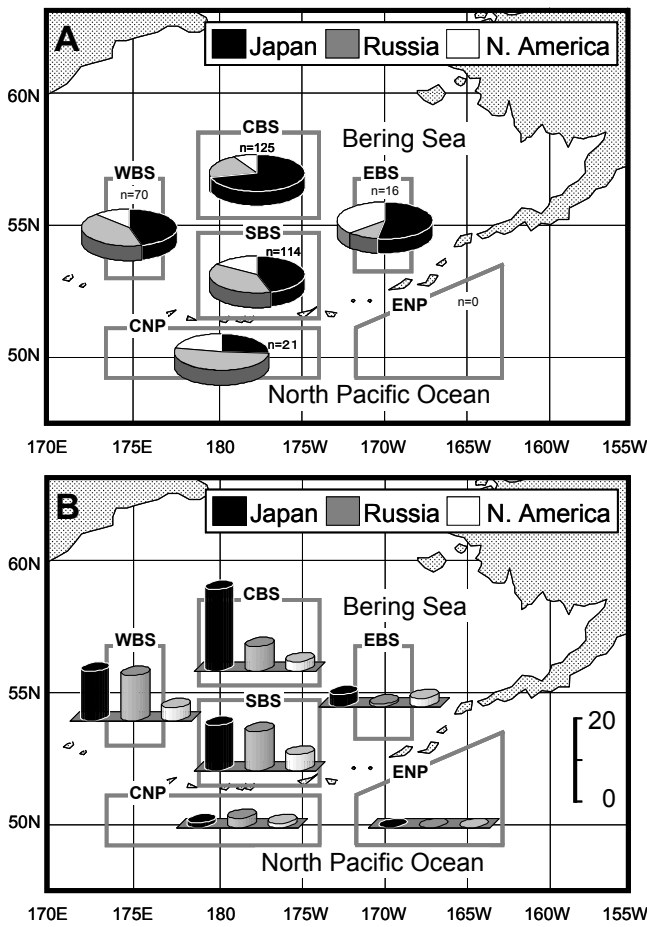 A
Japan Russia N. America
60N
Bering Sea
CBS
n=125
WBS
n=70
EBS
n=16
55N
SBS
n=114
ENP
n=0
CNP
n=21
50N
North Pacific Ocean
170E 175E 180 175W 170W 165W 160W 155W
B
Japan Russia N. America
60N
CBS
Bering Sea
WBS
EBS
55N
SBS
20
ENP
CNP
0
50N
North Pacific Ocean
170E 175E 180 175W 170W 165W 160W 155W